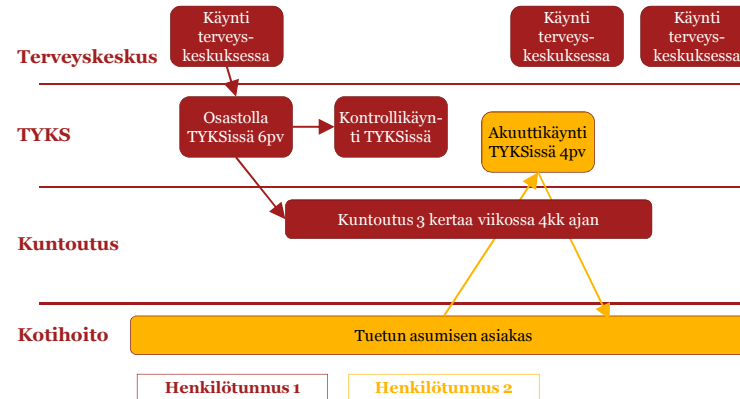 Käynti
terveys-
keskuksessa
Käynti
terveys-
keskuksessa
Käynti
terveys-
keskuksessa
Terveyskeskus
TYKS
Osastolla
TYKSissä 6pv
Kontrollikäyn-
ti TYKSissä
Akuuttikäynti
TYKSissä 4pv
Kuntoutus 3 kertaa viikossa 4kk ajan
Kuntoutus
Kotihoito
Tuetun asumisen asiakas
Henkilötunnus 1
Henkilötunnus 2